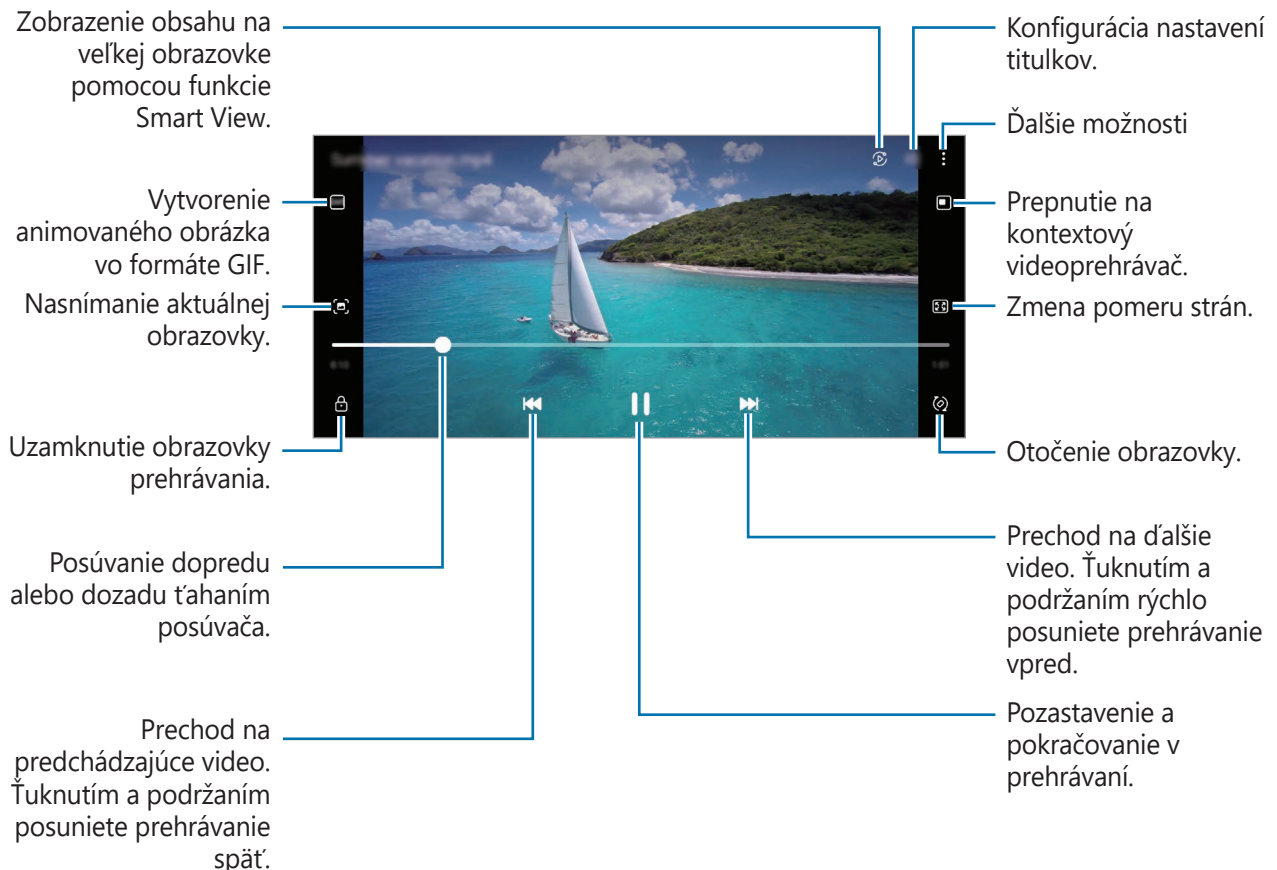 Zobrazenie obsahu na
veľkej obrazovke
pomocou funkcie
Smart View.
Konfigurácia nastavení
titulkov.
Ďalšie možnosti
Vytvorenie
animovaného obrázka
vo formáte GIF.
Prepnutie na
kontextový
videoprehrávač.
Nasnímanie aktuálnej
obrazovky.
Zmena pomeru strán.
Uzamknutie obrazovky
prehrávania.
Otočenie obrazovky.
Posúvanie dopredu
alebo dozadu ťahaním
posúvača.
Prechod na ďalšie
video. Ťuknutím a
podržaním rýchlo
posuniete prehrávanie
vpred.
Prechod na
predchádzajúce video.
Ťuknutím a podržaním
posuniete prehrávanie
späť.
Pozastavenie a
pokračovanie v
prehrávaní.